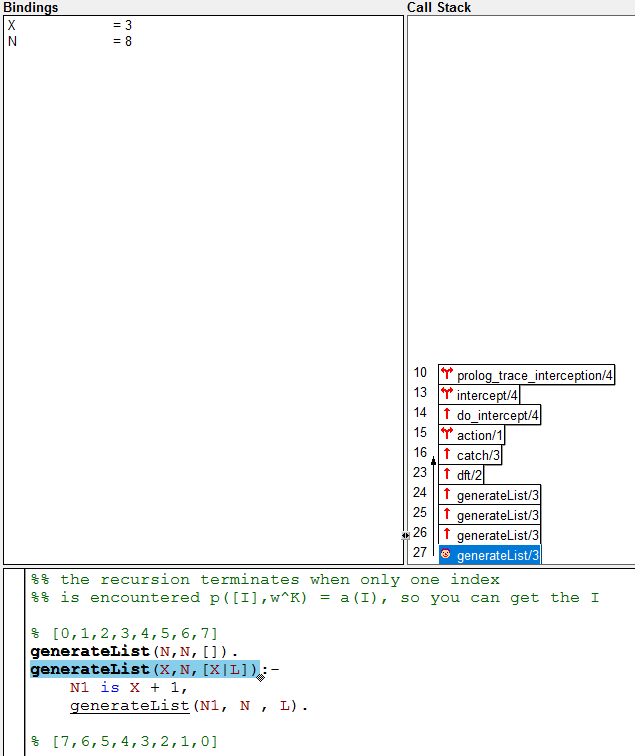 Bindings
X = 3
N = 8
Call Stack
10 prolog_trace_interception/4
13 intercept/4
14 do_intercept/4
15 action/1
16 catch/3
23 dft/2
24 generateList/3
25 generateList/3
26 generateList/3
27 generateList/3
%% the recursion terminates when only one index
%% is encountered p([I],w^K) = a(I), so you can get the I
% [0,1,2,3,4,5,6,7]
generateList(N,N,[]).
generateList(X,N,[X|L]):-
N1 is X + 1,
generateList(N1, N , L).
% [7,6,5,4,3,2,1,0]